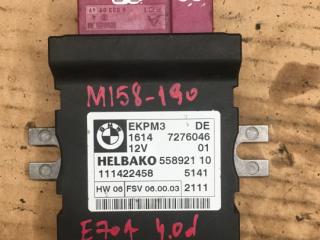 M158-190
EKPM3 DE
1614 7276046
12V 01
HELBAKO 558921 10
111422458 5141
HW 06 FSV 06.00.03 2111
E70A 4.0d